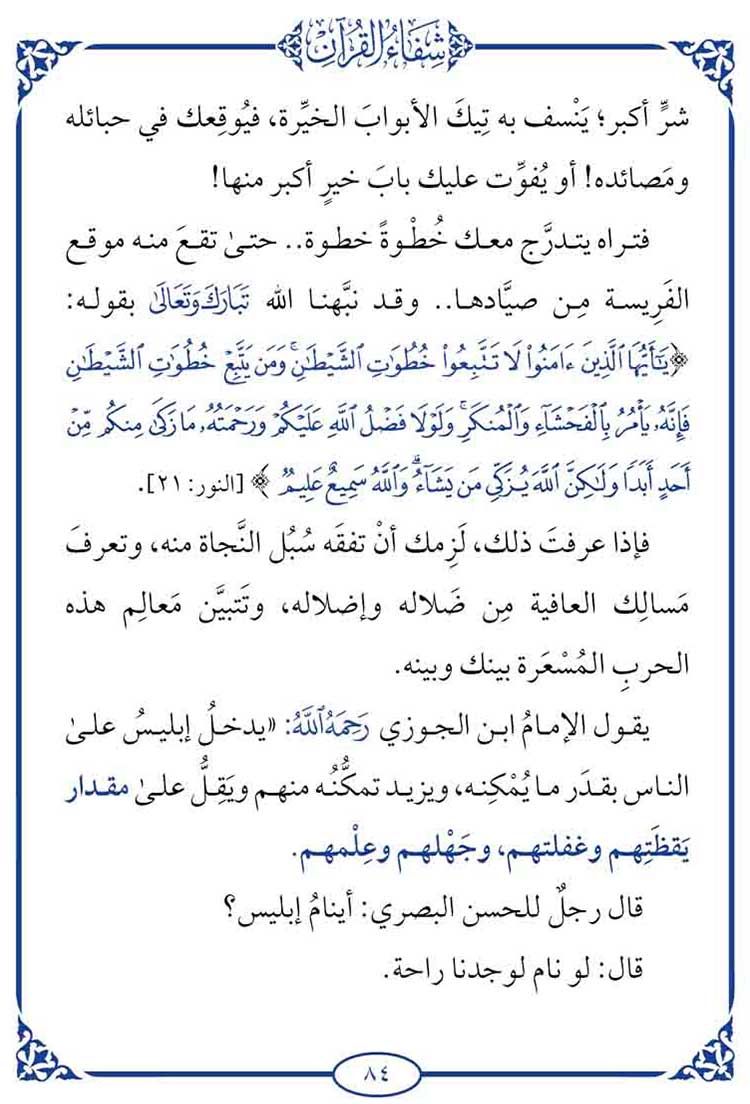 شِفَاءُ القُرْآنِ
شرٍّ أكبر؛ يَنْسف به تِيكَ الأبوابَ الخيِّرة، فيُوقِعك في حبائله
ومَصائده! أو يُفوِّت عليك بابَ خيرٍ أكبر منها!
فتراه يتدرَّج معك خُطْوةً خطوة.. حتىٰ تقعَ منه موقع
الفَرِيسة مِن صيَّادها.. وقد نبَّهنا الله تَبَارَكَ وَتَعَالَىٰ بقوله:
﴿يَـٰٓأَيُّهَا ٱلَّذِينَ ءَامَنُوا۟ لَا تَتَّبِعُوا۟ خُطُوَٰتِ ٱلشَّيْطَـٰنِ ۚ وَمَن يَتَّبِعْ خُطُوَٰتِ ٱلشَّيْطَـٰنِ
فَإِنَّهُۥ يَأْمُرُ بِٱلْفَحْشَآءِ وَٱلْمُنكَرِ ۚ وَلَوْلَا فَضْلُ ٱللَّهِ عَلَيْكُمْ وَرَحْمَتُهُۥ مَا زَكَىٰ مِنكُم مِّنْ
أَحَدٍ أَبَدًا وَلَـٰكِنَّ ٱللَّهَ يُزَكِّى مَن يَشَآءُ ۗ وَٱللَّهُ سَمِيعٌ عَلِيمٌ﴾ [النور: ٢١].
فإذا عرفتَ ذلك، لَزِمك أنْ تفقَه سُبُل النَّجاة منه، وتعرفَ
مَسالِك العافية مِن ضَلاله وإضلاله، وتَتبيَّن مَعالِم هذه
الحربِ المُسْعَرة بينك وبينه.
يقول الإمامُ ابن الجوزي رَحِمَهُ ٱللَّهُ: «يدخلُ إبليسُ علىٰ
الناس بقدَر ما يُمْكِنه، ويزيد تمكُّنُه منهم ويَقِلُّ علىٰ مقدار
يَقظَتِهم وغفلتهم، وجَهْلهم وعِلْمهم.
قال رجلٌ للحسن البصري: أينامُ إبليس؟
قال: لو نام لوجدنا راحة.
٨٤